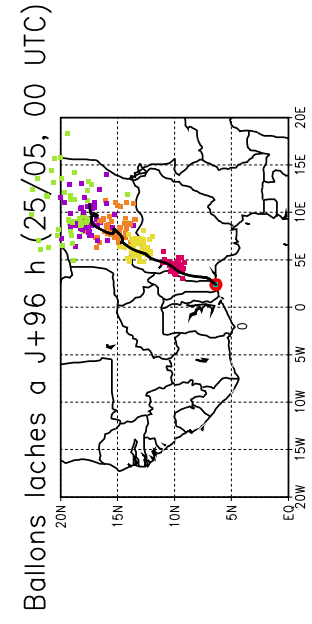 Ballons laches a J+96 h (25/05, 00 UTC)
20N
15N
10N
5N
EQ
20W
15W
10W
5W
0
5E
10E
15E
20E
0